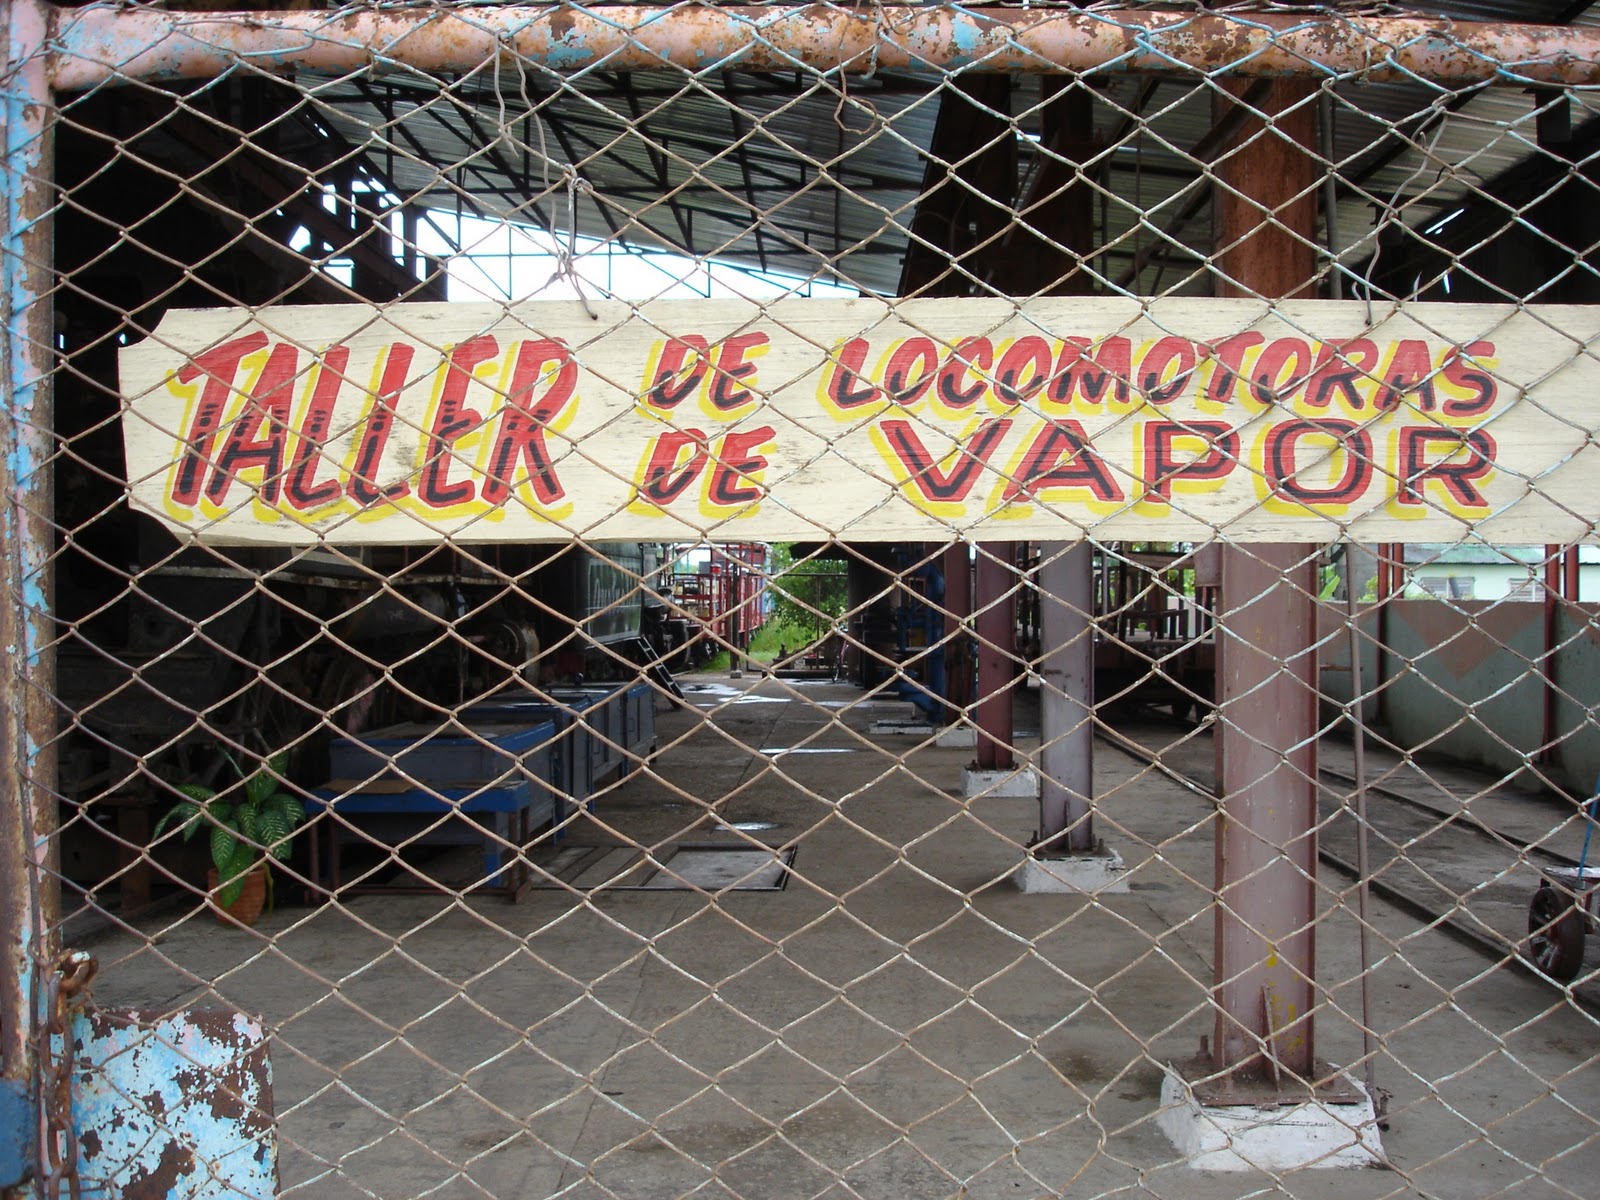 TALLER DE LOCOMOTORAS
DE VAPOR